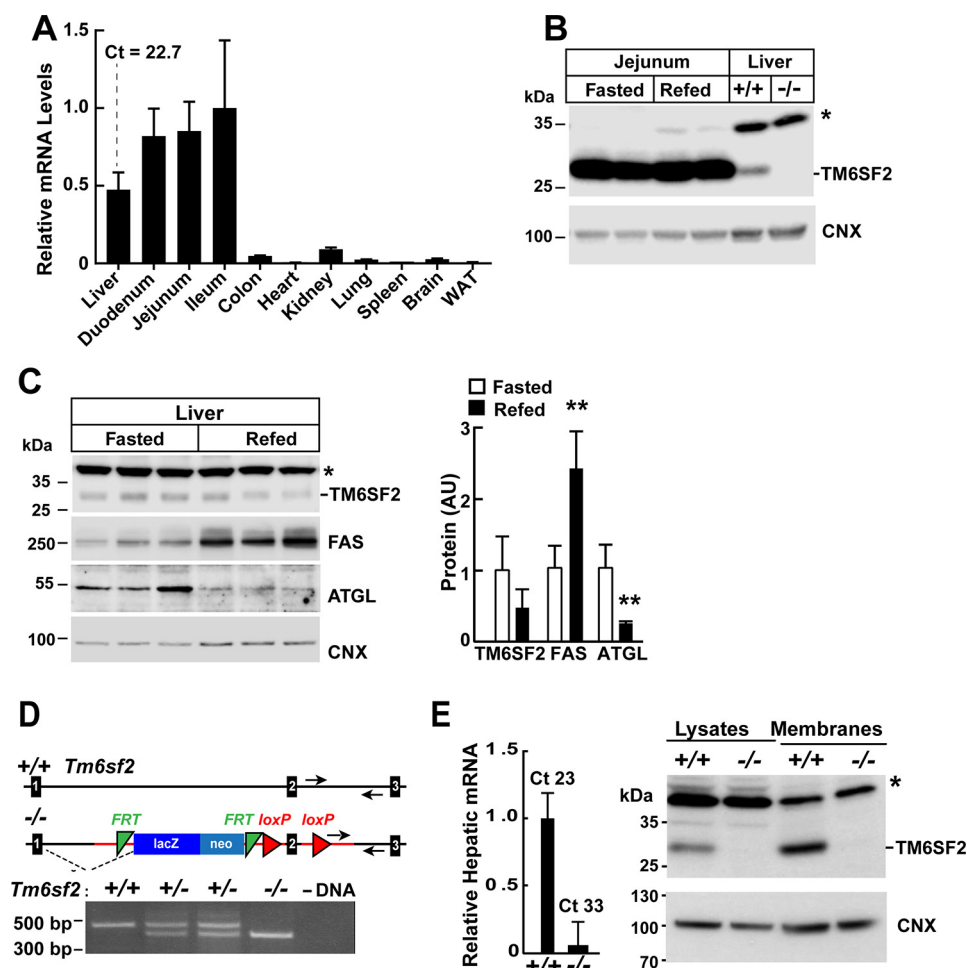 A
1.5
1.0
0.5
0
Relative mRNA Levels
Ct = 22.7
Liver
Duodenum
Jejunum
Ileum
Colon
Heart
Kidney
Lung
Spleen
Brain
WAT
B
Jejunum Liver
kDa Fasted Refed +/+ -/-
35
*
-TM6SF2
25
100
CNX
C
Liver
kDa Fasted Refed
*
35
-TM6SF2
25
250 FAS
55
ATGL
100
CNX
Fasted
Refed
**
3
2
1
0
Protein (AU)
**
TM6SF2 FAS ATGL
D
+/+ Tm6sf2
1 2 3
-/-
FRT FRT loxP loxP
1 lacZ neo 2 3
Tm6sf2 : +/+ +/- +/- -/- - DNA
500 bp
300 bp
E
Relative Hepatic mRNA
1.5
1.0
0.5
0
Ct 23
Ct 33
+/+ -/-
Lysates Membranes
+/+ -/- +/+ -/-
*
kDa
35
-TM6SF2
25
130
100 CNX
70